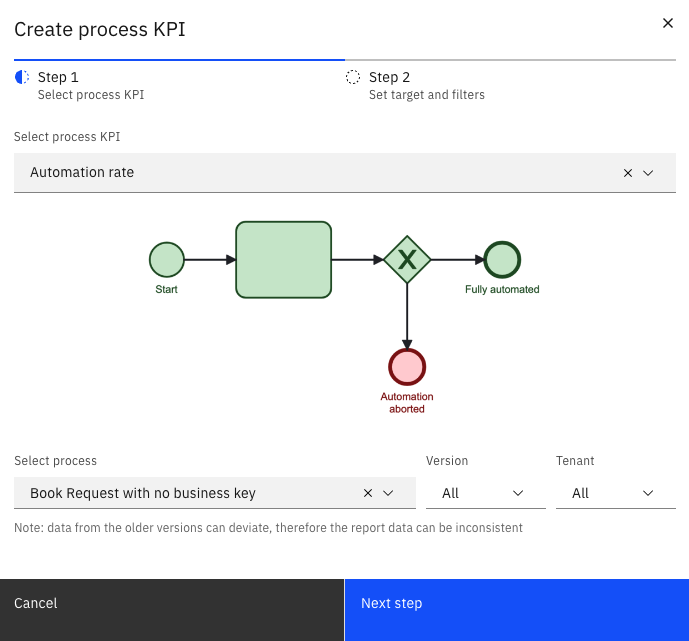 Create process KPI
Step 1
Select process KPI
Step 2
Set target and filters
Select process KPI
Automation rate
Start
X
Fully automated
Automation
aborted
Select process
Version
Tenant
Book Request with no business key
All
All
Note: data from the older versions can deviate, therefore the report data can be inconsistent
Cancel
Next step